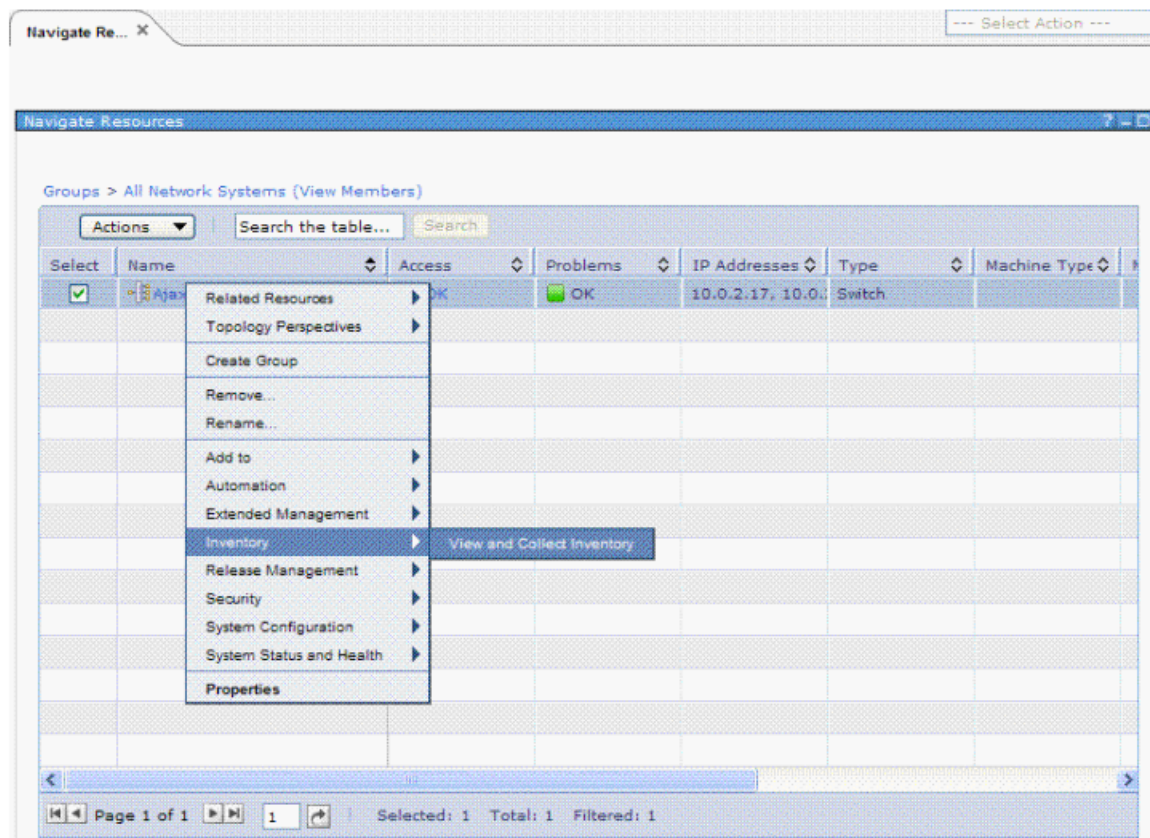 Navigate Re... ×
--- Select Action ---
Navigate Resources
Groups > All Network Systems (View Members)
Actions
Search the table...
Search
Select Name Access Problems IP Addresses Type Machine Type
Ajax OK OK 10.0.2.17, 10.0. Switch
Related Resources
Topology Perspectives
Create Group
Remove...
Rename...
Add to
Automation
Extended Management
Inventory
View and Collect Inventory
Release Management
Security
System Configuration
System Status and Health
Properties
Page 1 of 1 1 Selected: 1 Total: 1 Filtered: 1